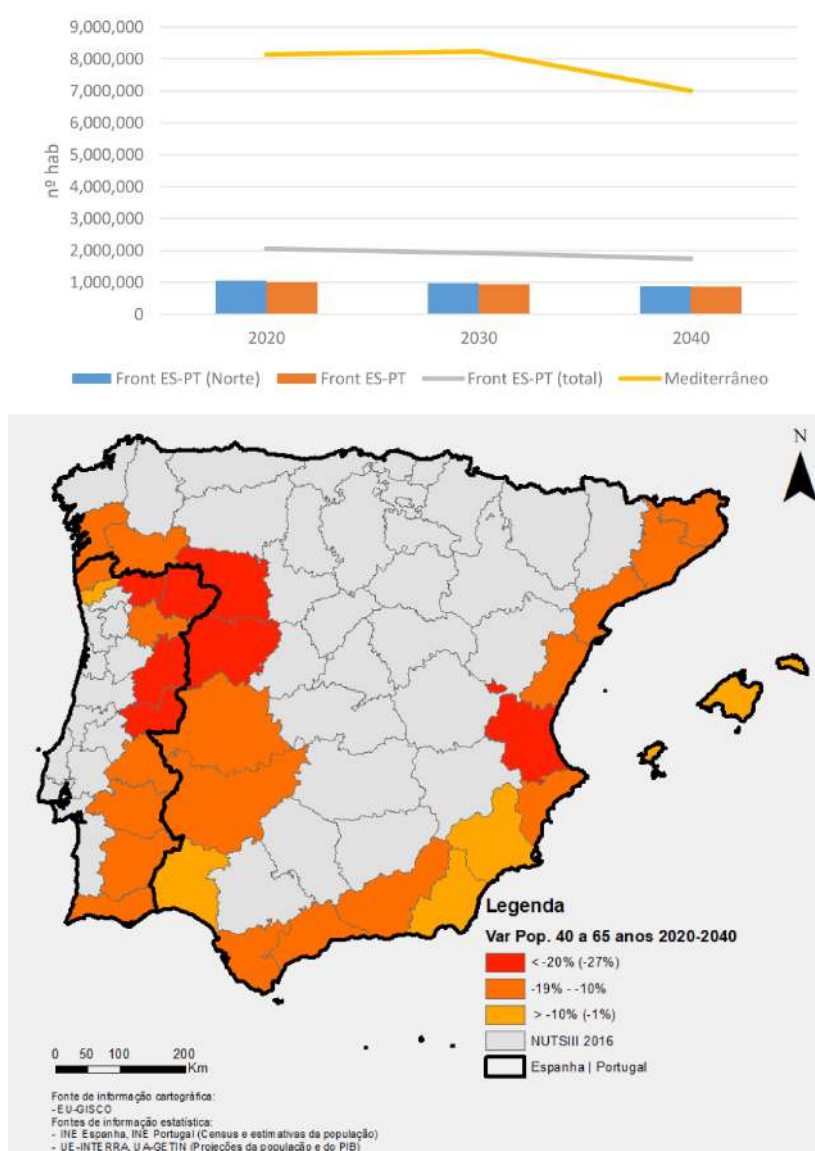 9,000,000
8,000,000
7,000,000
6,000,000
5,000,000
4,000,000
3,000,000
2,000,000
1,000,000
0
nº hab
2020 2030 2040
Front ES-PT (Norte) Front ES-PT Front ES-PT (total) Mediterrâneo
N
Legenda
Var Pop. 40 a 65 anos 2020-2040
< -20% (-27%)
-19% - -10%
> -10% (-1%)
NUTSIII 2016
Espanha | Portugal
0 50 100 200
Km
Fonte de informação cartográfica:
- EU-GISCO
Fontes de informação estatística:
- INE Espanha, INE Portugal (Census e estimativas da população)
- UE-INTERRA, UA-GETIN (Projeções da população e do PIB)